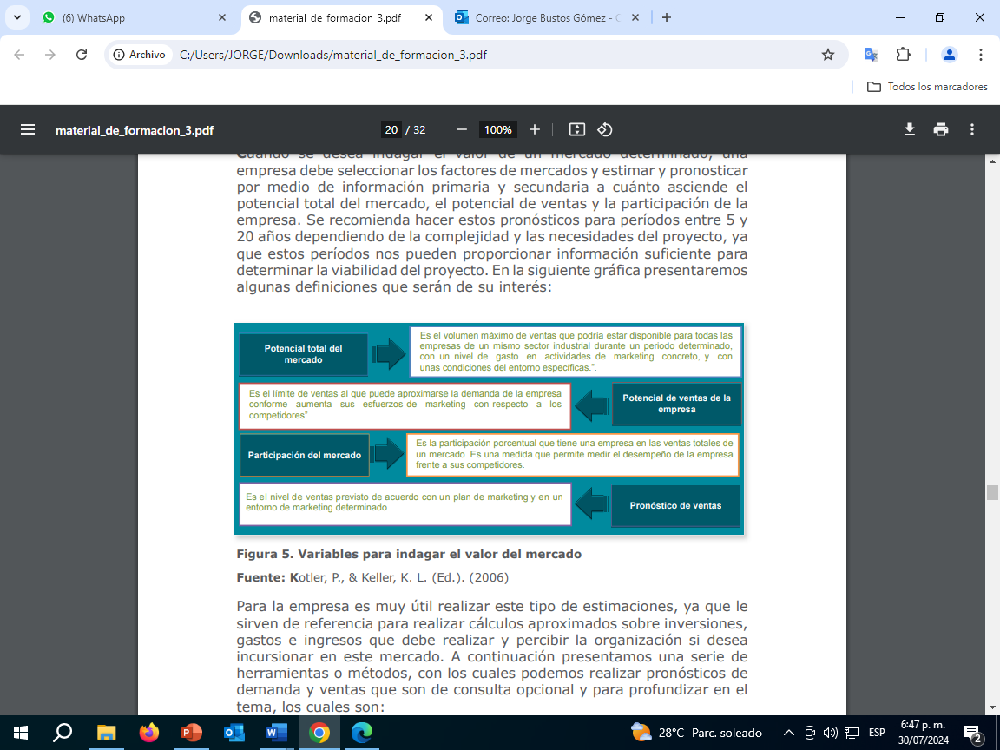 (6) WhatsApp
material_de_formacion_3.pdf
Correo: Jorge Bustos Gómez - C
Archivo
C:/Users/JORGE/Downloads/material_de_formacion_3.pdf
Todos los marcadores
material_de_formacion_3.pdf
20 / 32
100%
Cuando se desea indagar el valor de un mercado determinado, una
empresa debe seleccionar los factores de mercados y estimar y pronosticar
por medio de información primaria y secundaria a cuánto asciende el
potencial total del mercado, el potencial de ventas y la participación de la
empresa. Se recomienda hacer estos pronósticos para períodos entre 5 y
20 años dependiendo de la complejidad y las necesidades del proyecto, ya
que estos períodos nos pueden proporcionar información suficiente para
determinar la viabilidad del proyecto. En la siguiente gráfica presentaremos
algunas definiciones que serán de su interés:
Potencial total del
mercado
Es el volumen máximo de ventas que podría estar disponible para todas las
empresas de un mismo sector industrial durante un periodo determinado,
con un nivel de gasto en actividades de marketing concreto, y con
unas condiciones del entorno específicas.”.
Es el límite de ventas al que puede aproximarse la demanda de la empresa
conforme aumenta sus esfuerzos de marketing con respecto a los
competidores”
Potencial de ventas de la
empresa
Participación del mercado
Es la participación porcentual que tiene una empresa en las ventas totales de
un mercado. Es una medida que permite medir el desempeño de la empresa
frente a sus competidores.
Es el nivel de ventas previsto de acuerdo con un plan de marketing y en un
entorno de marketing determinado.
Pronóstico de ventas
Figura 5. Variables para indagar el valor del mercado
Fuente: Kotler, P., & Keller, K. L. (Ed.). (2006)
Para la empresa es muy útil realizar este tipo de estimaciones, ya que le
sirven de referencia para realizar cálculos aproximados sobre inversiones,
gastos e ingresos que debe realizar y percibir la organización si desea
incursionar en este mercado. A continuación presentamos una serie de
herramientas o métodos, con los cuales podemos realizar pronósticos de
demanda y ventas que son de consulta opcional y para profundizar en el
tema, los cuales son:
28°C Parc. soleado
ESP
6:47 p. m.
30/07/2024
2